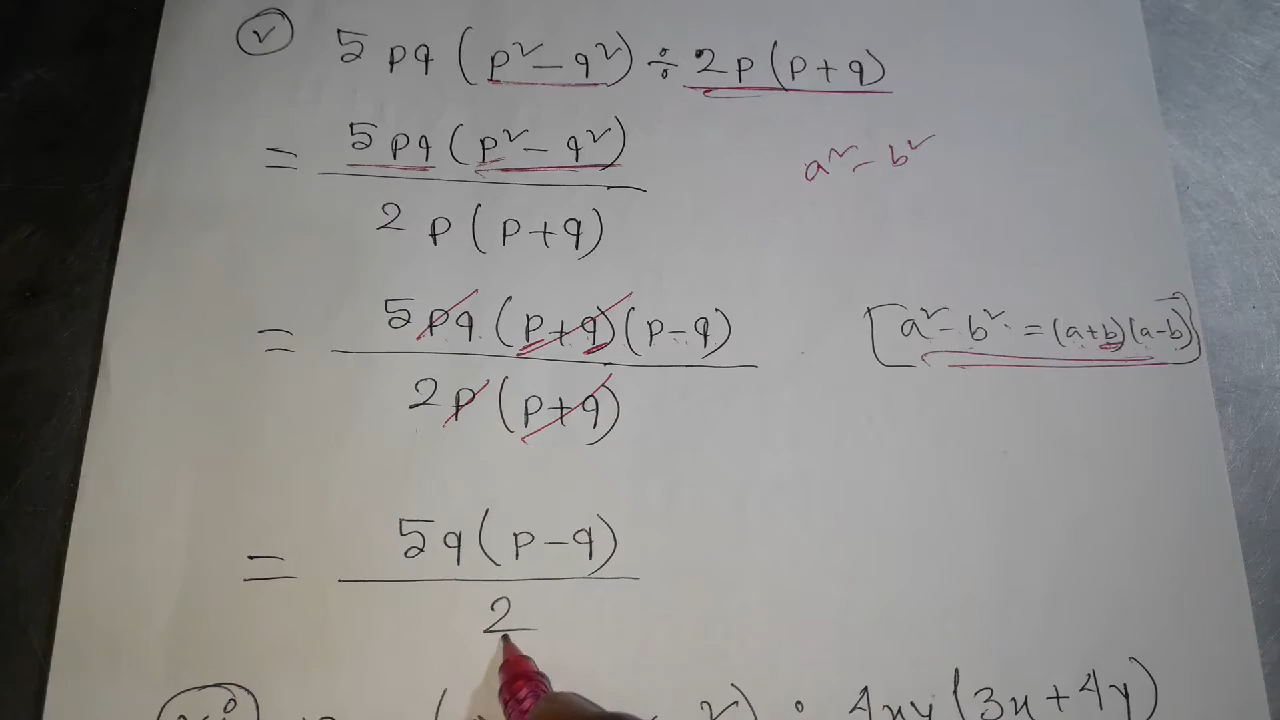 (v) 5pq (p² − q²) ÷ 2p (p + q)
= 5pq (p² − q²)
a² − b²
2p (p + q)
= 5pq (p + q) (p − q)
[a² − b² = (a + b) (a − b)]
2p (p + q)
= 5q (p − q)
2
4xy (3x + 4y)